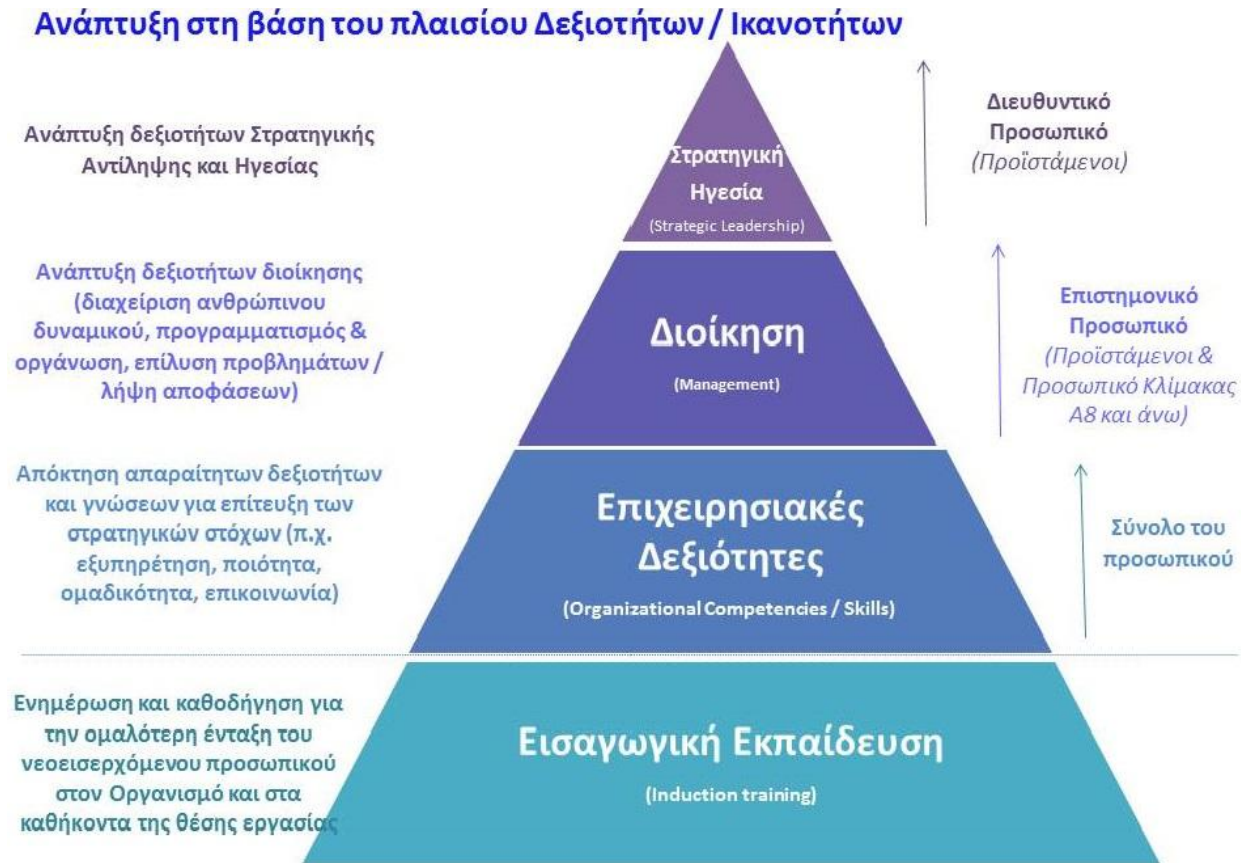 Ανάπτυξη στη βάση του πλαισίου Δεξιοτήτων / Ικανοτήτων
Ανάπτυξη δεξιοτήτων Στρατηγικής
Αντίληψης και Ηγεσίας
Στρατηγική
Ηγεσία
(Strategic Leadership)
Διευθυντικό
Προσωπικό
(Προϊστάμενοι)
Ανάπτυξη δεξιοτήτων διοίκησης
(διαχείριση ανθρώπινου
δυναμικού, προγραμματισμός &
οργάνωση, επίλυση προβλημάτων /
λήψη αποφάσεων)
Διοίκηση
(Management)
Επιστημονικό
Προσωπικό
(Προϊστάμενοι &
Προσωπικό Κλίμακας
Α8 και άνω)
Απόκτηση απαραίτητων δεξιοτήτων
και γνώσεων για επίτευξη των
στρατηγικών στόχων (π.χ.
εξυπηρέτηση, ποιότητα,
ομαδικότητα, επικοινωνία)
Επιχειρησιακές
Δεξιότητες
(Organizational Competencies / Skills)
Σύνολο του
προσωπικού
Ενημέρωση και καθοδήγηση για
την ομαλότερη ένταξη του
νεοεισερχόμενου προσωπικού
στον Οργανισμό και στα
καθήκοντα της θέσης εργασίας
Εισαγωγική Εκπαίδευση
(Induction training)